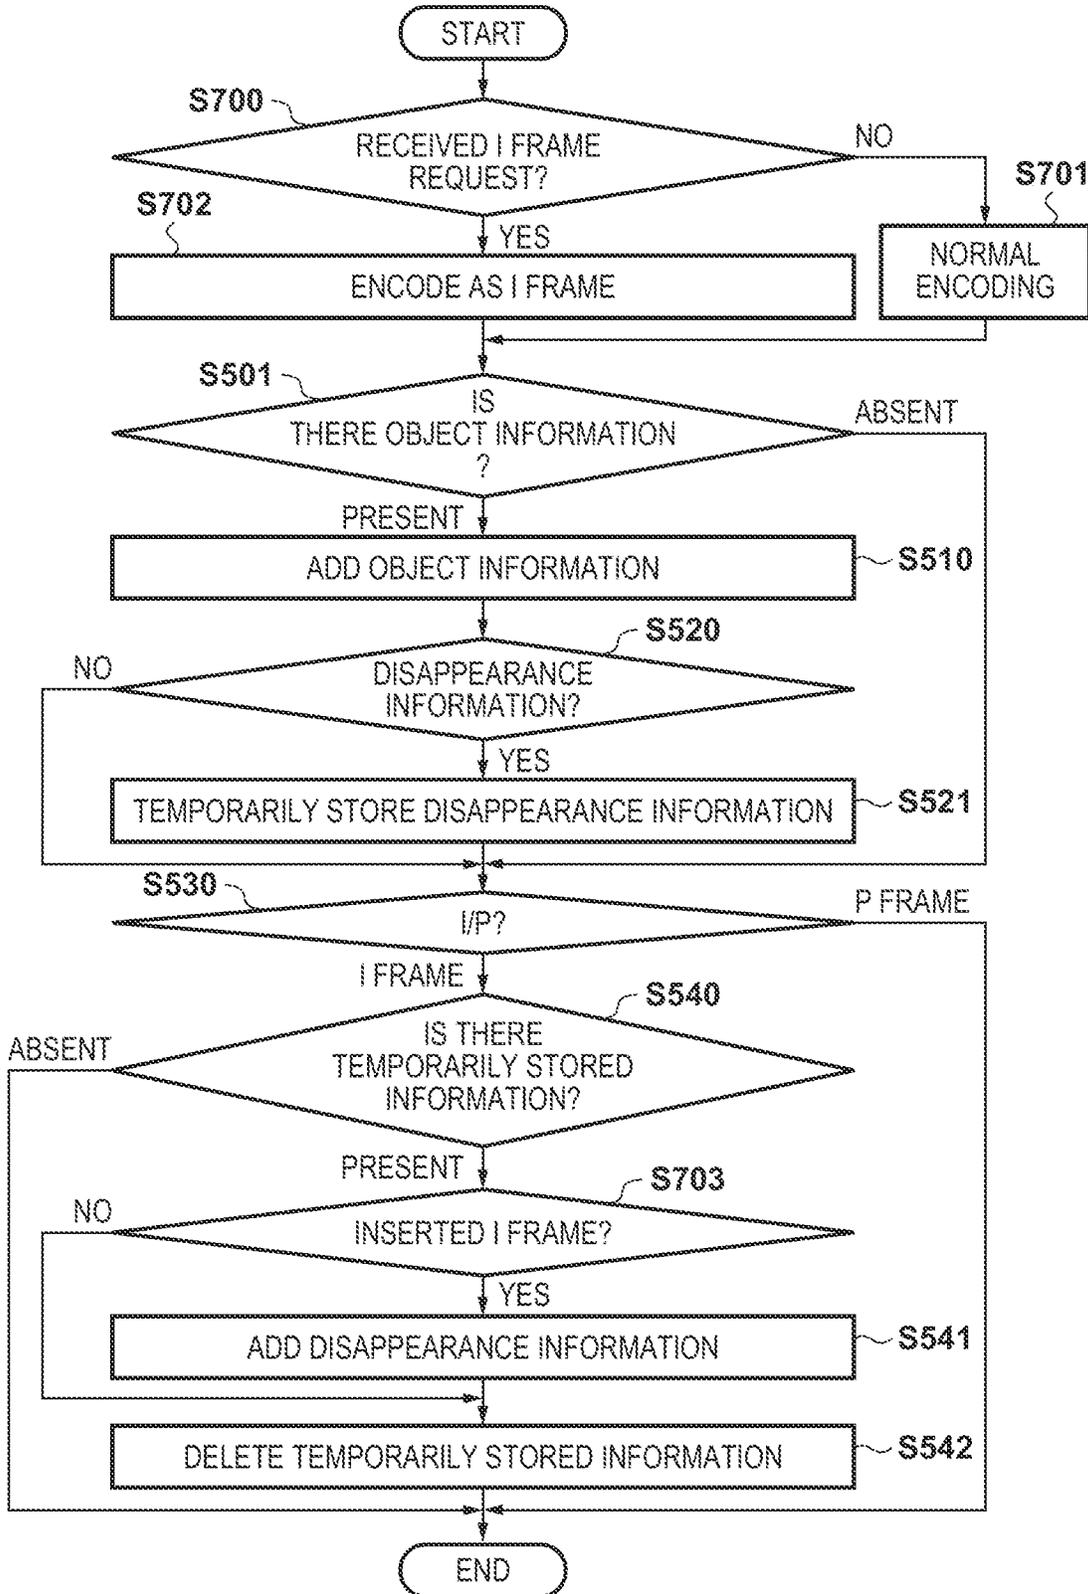 START
S700
RECEIVED I FRAME
REQUEST?
NO
S701
S702
YES
NORMAL
ENCODING
ENCODE AS I FRAME
S501
IS
THERE OBJECT INFORMATION
?
ABSENT
PRESENT
ADD OBJECT INFORMATION
S510
S520
NO
DISAPPEARANCE
INFORMATION?
YES
TEMPORARILY STORE DISAPPEARANCE INFORMATION
S521
S530
I/P?
P FRAME
I FRAME
S540
ABSENT
IS THERE
TEMPORARILY STORED
INFORMATION?
PRESENT
S703
NO
INSERTED I FRAME?
YES
ADD DISAPPEARANCE INFORMATION
S541
DELETE TEMPORARILY STORED INFORMATION
S542
END